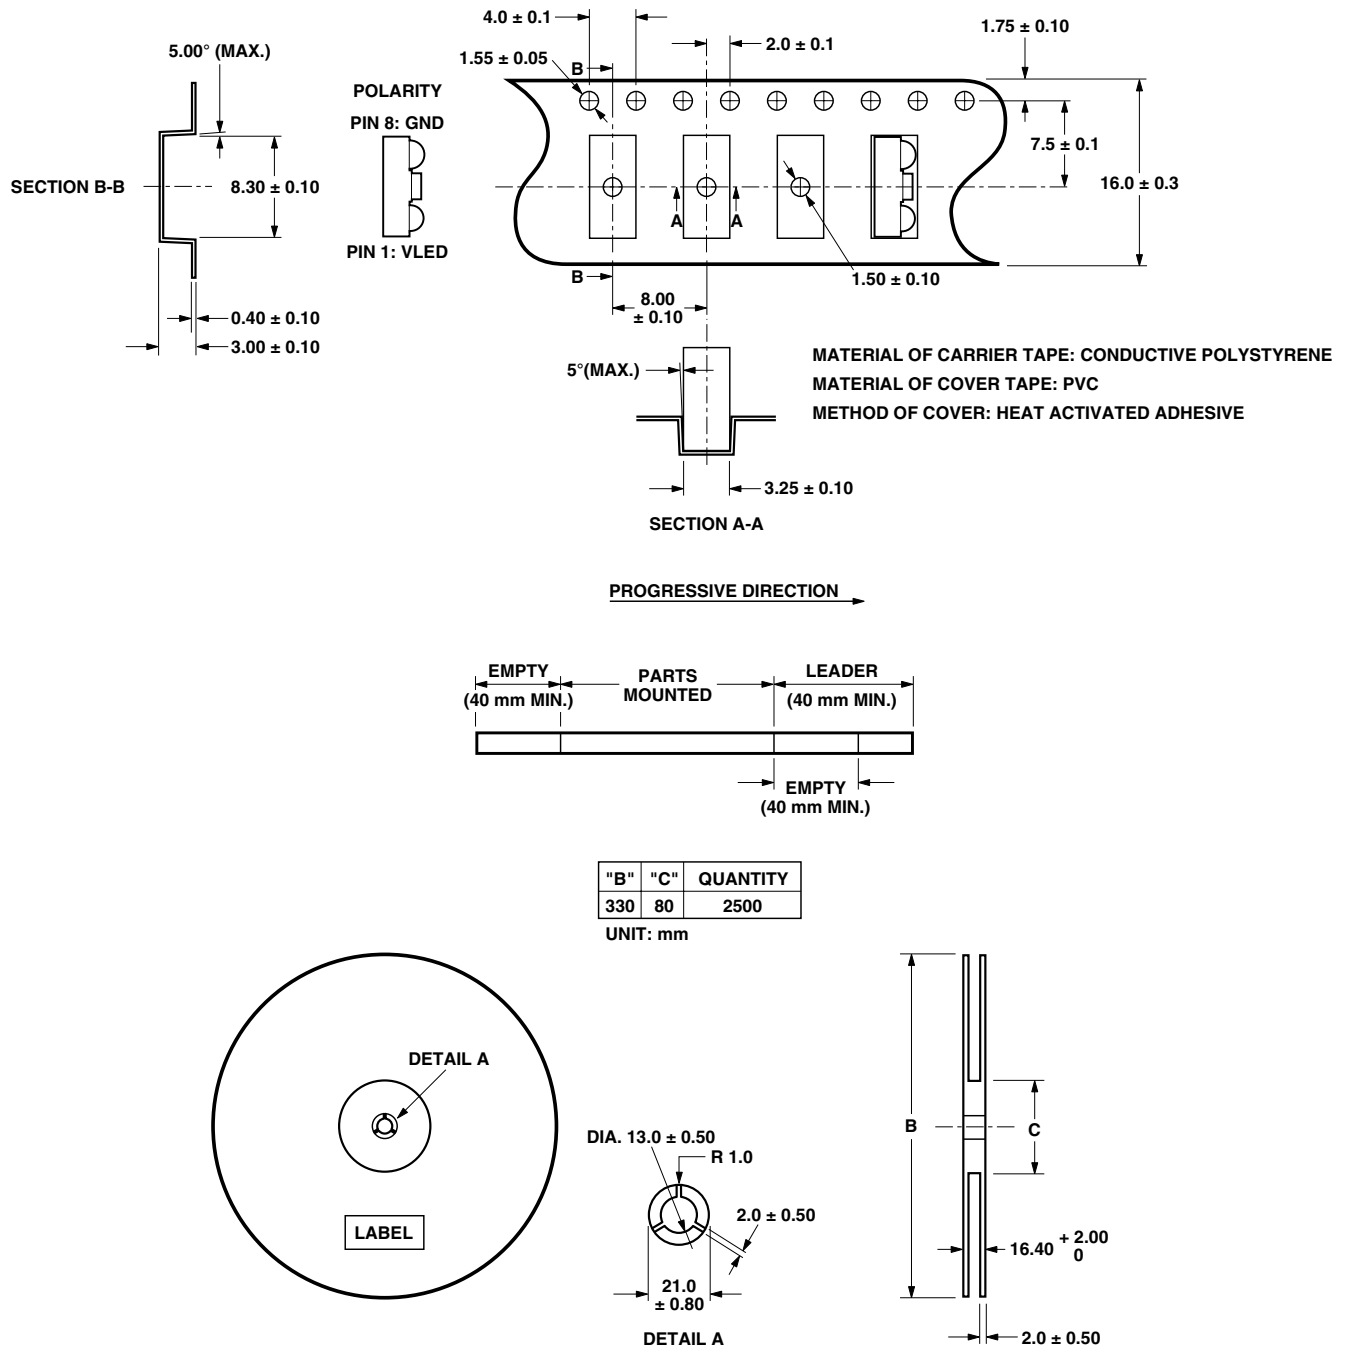 4.0 ± 0.1
2.0 ± 0.1
1.75 ± 0.10
5.00° (MAX.)
1.55 ± 0.05
B
POLARITY
PIN 8: GND
7.5 ± 0.1
SECTION B-B
8.30 ± 0.10
16.0 ± 0.3
A
A
PIN 1: VLED
B
1.50 ± 0.10
8.00
± 0.10
0.40 ± 0.10
3.00 ± 0.10
5°(MAX.)
MATERIAL OF CARRIER TAPE: CONDUCTIVE POLYSTYRENE
MATERIAL OF COVER TAPE: PVC
METHOD OF COVER: HEAT ACTIVATED ADHESIVE
3.25 ± 0.10
SECTION A-A
PROGRESSIVE DIRECTION
EMPTY
(40 mm MIN.)
PARTS
MOUNTED
LEADER
(40 mm MIN.)
EMPTY
(40 mm MIN.)
"B" "C" QUANTITY
330 80 2500
UNIT: mm
DETAIL A
LABEL
DIA. 13.0 ± 0.50
R 1.0
2.0 ± 0.50
21.0
± 0.80
DETAIL A
B
C
16.40 + 2.00
0
2.0 ± 0.50